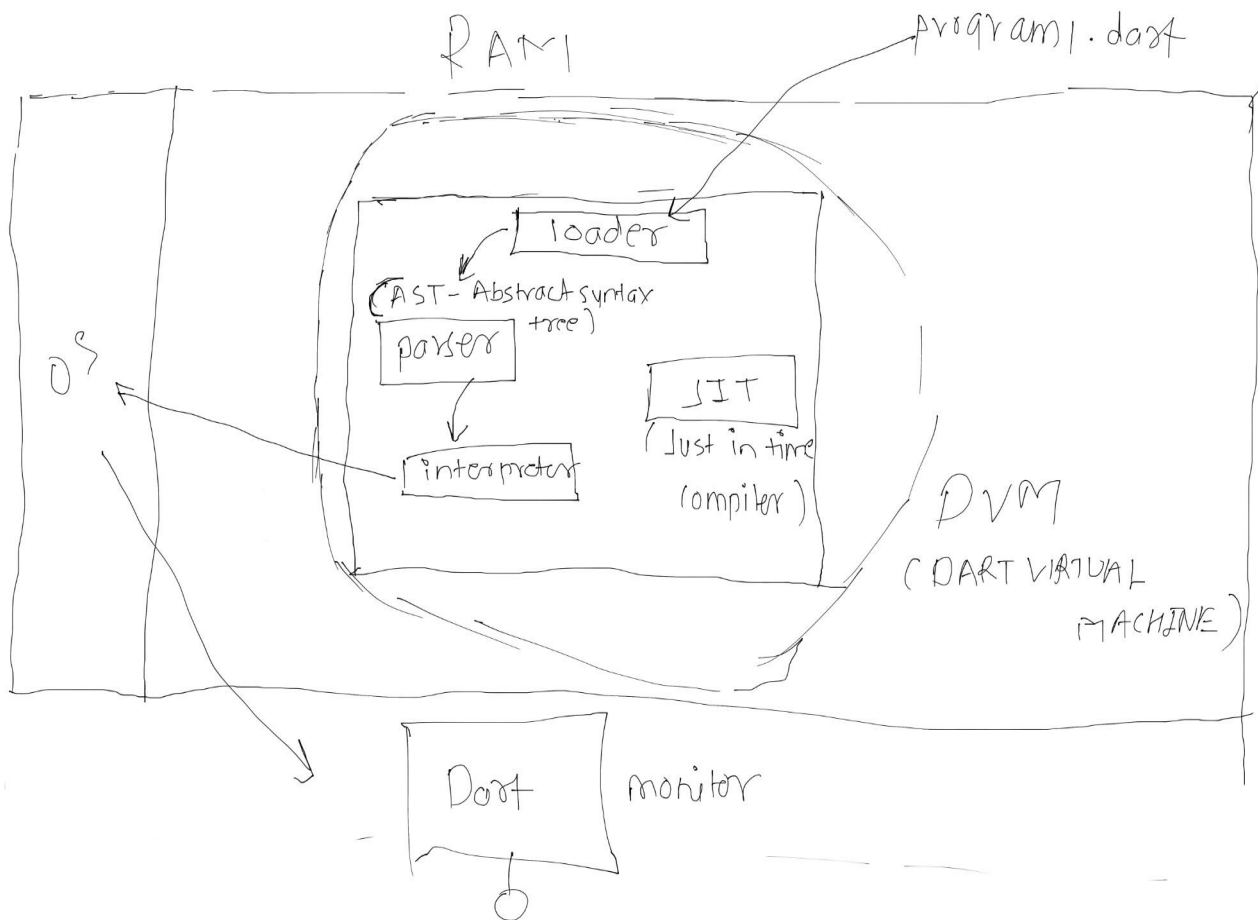 RAM
program1.dart
loader
(AST - Abstract syntax
tree)
parser
JIT
(Just in time
compiler)
interpreter
OS
DVM
(DART VIRTUAL
MACHINE)
Dart
monitor